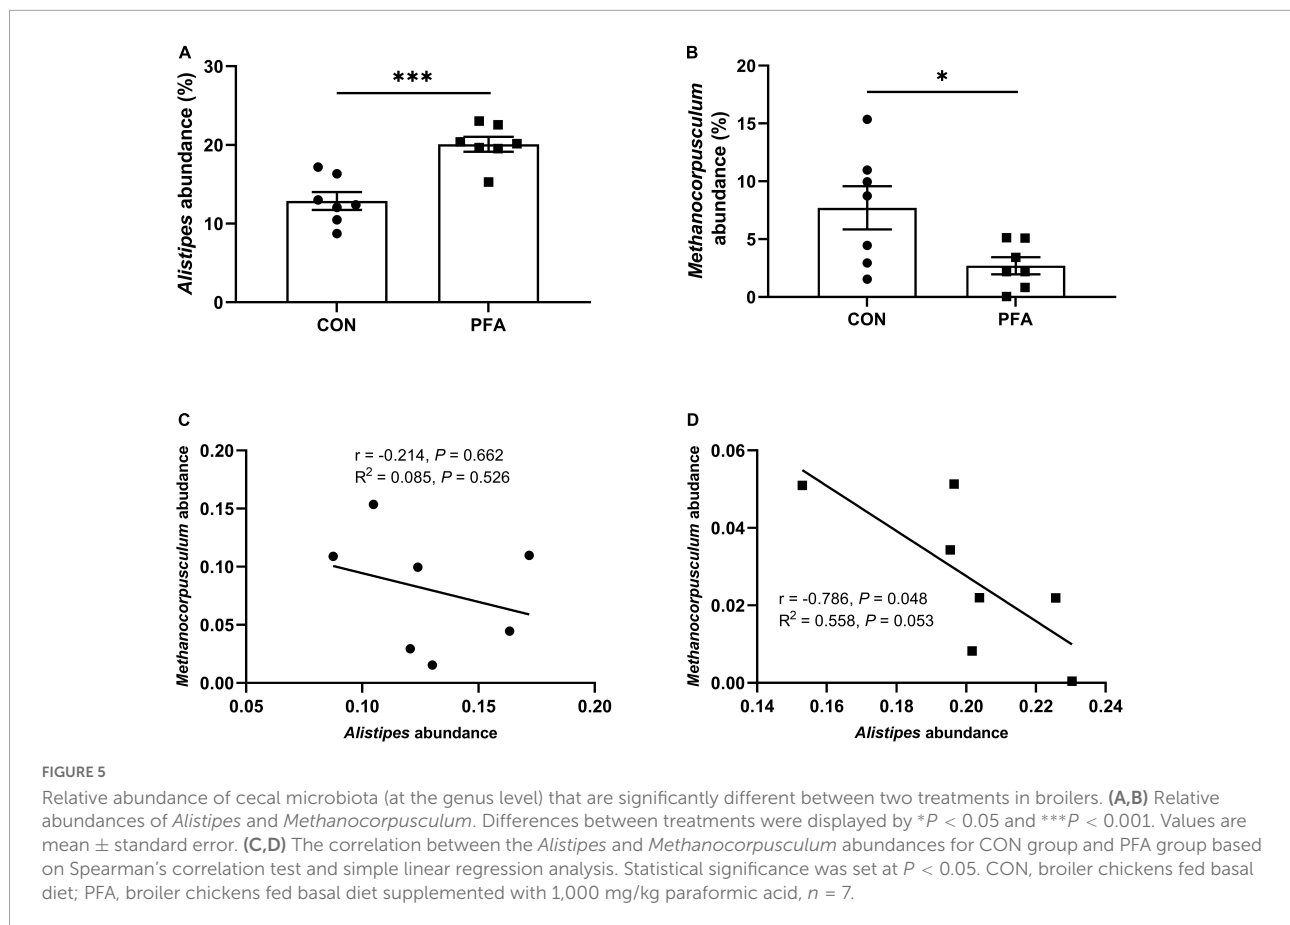 A
B
30
20
10
0
Alistipes abundance (%)
***
CON
PFA
20
15
10
5
0
Methanocorpusculum
abundance (%)
*
CON
PFA
C
D
0.20
0.15
0.10
0.05
0.00
Methanocorpusculum abudance
r = -0.214, P = 0.662
R² = 0.085, P = 0.526
0.05
0.10
0.15
0.20
Alistipes abundance
0.06
0.04
0.02
0.00
Methanocorpusculum abudance
r = -0.786, P = 0.048
R² = 0.558, P = 0.053
0.14
0.16
0.18
0.20
0.22
0.24
Alistipes abundance
FIGURE 5
Relative abundance of cecal microbiota (at the genus level) that are significantly different between two treatments in broilers. (A,B) Relative
abundances of Alistipes and Methanocorpusculum. Differences between treatments were displayed by *P < 0.05 and ***P < 0.001. Values are
mean ± standard error. (C,D) The correlation between the Alistipes and Methanocorpusculum abundances for CON group and PFA group based
on Spearman's correlation test and simple linear regression analysis. Statistical significance was set at P < 0.05. CON, broiler chickens fed basal
diet; PFA, broiler chickens fed basal diet supplemented with 1,000 mg/kg paraformic acid, n = 7.